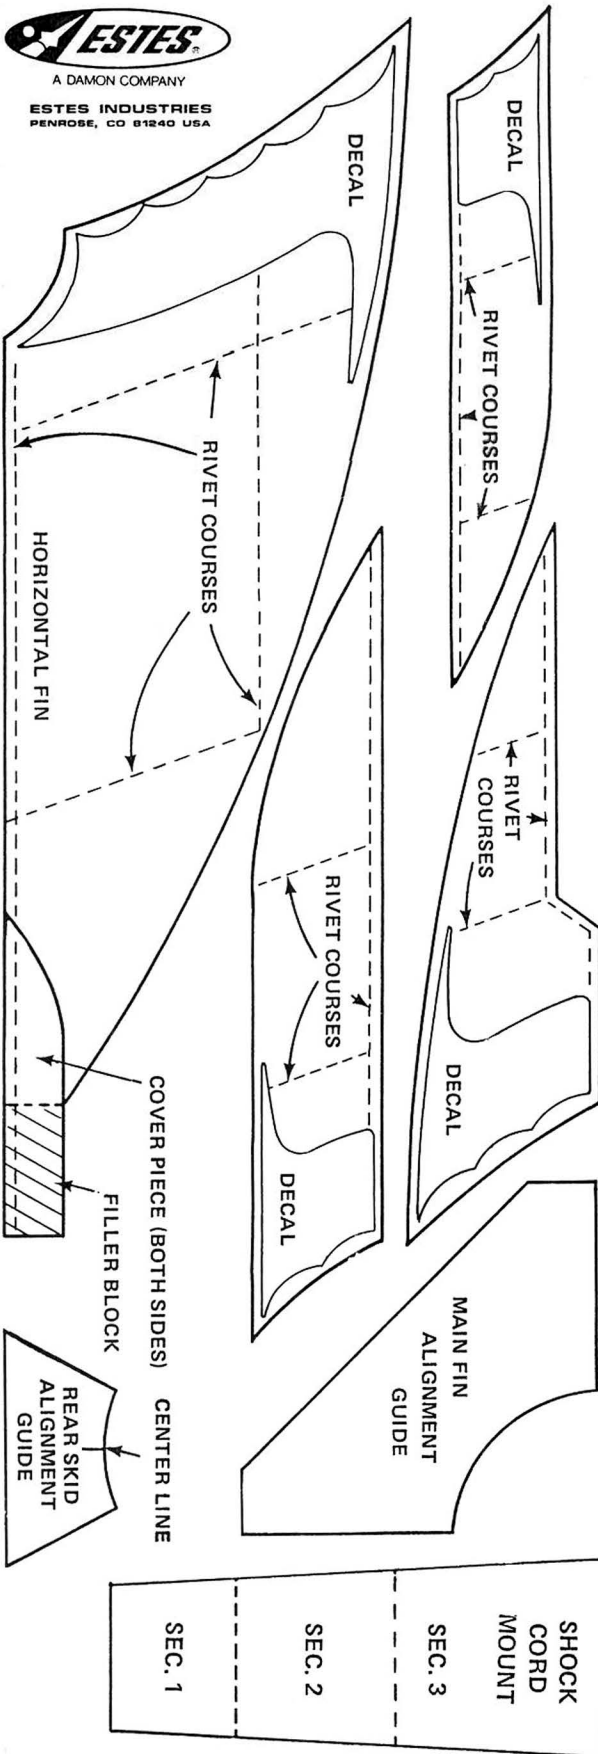 ESTES®
A DAMON COMPANY
ESTES INDUSTRIES
PENROSE, CO 81240 USA
DECAL
RIVET COURSES
HORIZONTAL FIN
COVER PIECE (BOTH SIDES)
FILLER BLOCK
DECAL
RIVET COURSES
RIVET
COURSES
DECAL
RIVET COURSES
DECAL
MAIN FIN
ALIGNMENT
GUIDE
CENTER LINE
REAR SKID
ALIGNMENT
GUIDE
SHOCK
CORD
MOUNT
SEC. 3
SEC. 2
SEC. 1